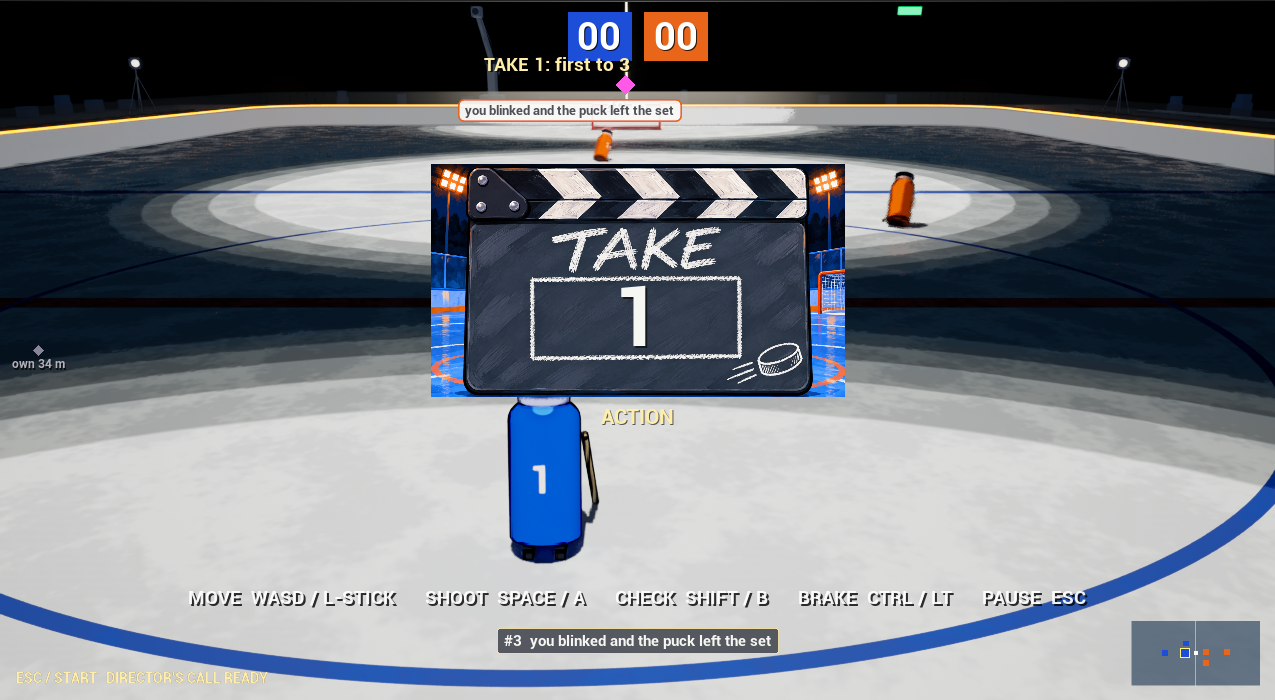 00 00
TAKE 1: first to 3
you blinked and the puck left the set
TAKE
1
own 34 m
ACTION
1
MOVE WASD / L-STICK SHOOT SPACE / A CHECK SHIFT / B BRAKE CTRL / LT PAUSE ESC
#3 you blinked and the puck left the set
ESC / START DIRECTOR'S CALL READY